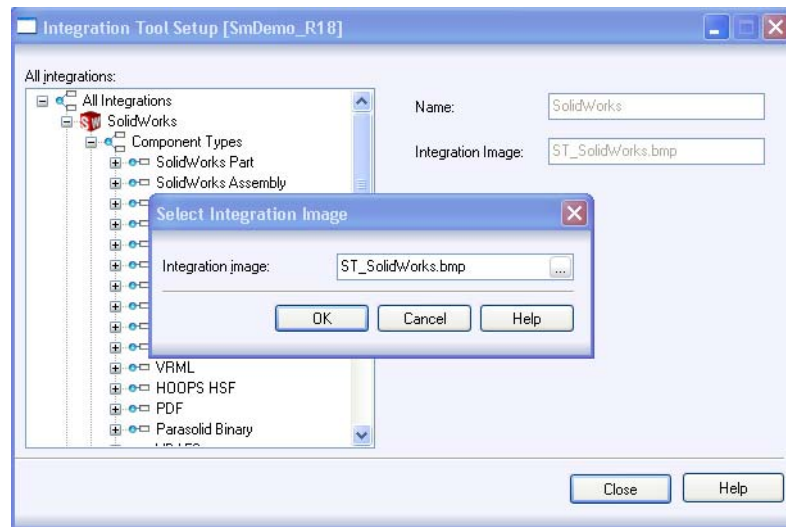 Integration Tool Setup [SmDemo_R18]
All integrations:
All Integrations
SolidWorks
Component Types
SolidWorks Part
SolidWorks Assembly
Name: SolidWorks
Integration Image: ST_SolidWorks.bmp
Select Integration Image
Integration image: ST_SolidWorks.bmp ...
OK Cancel Help
VRML
HOOPS HSF
PDF
Parasolid Binary
Close Help